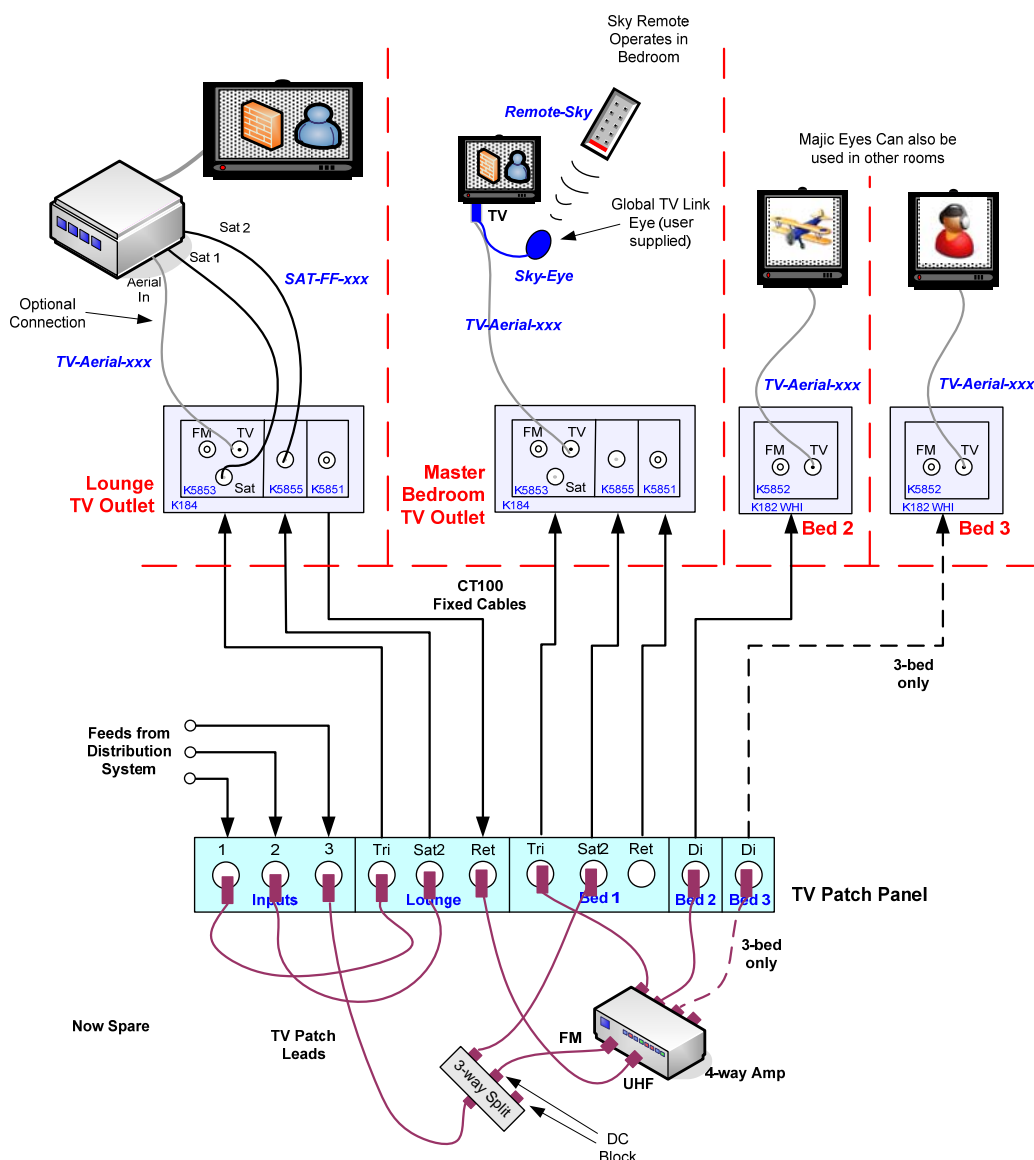 Sky Remote
Operates in
Bedroom
Remote-Sky
Majic Eyes Can also be
used in other rooms
TV
Global TV Link
Eye (user
supplied)
Sky-Eye
Sat 2
Sat 1
Aerial
In
SAT-FF-xxx
Optional
Connection
TV-Aerial-xxx
TV-Aerial-xxx
TV-Aerial-xxx
TV-Aerial-xxx
FM
TV
Sat
K5853
K5855
K5851
K184
Lounge
TV Outlet
FM
TV
Sat
K5853
K5855
K5851
K184
Master
Bedroom
TV Outlet
FM
TV
K5852
K182 WHI
Bed 2
FM
TV
K5852
K182 WHI
Bed 3
CT100
Fixed Cables
3-bed
only
Feeds from
Distribution
System
1
2
3
Tri
Sat2
Ret
Tri
Sat2
Ret
Di
Di
Inputs
Lounge
Bed 1
Bed 2
Bed 3
TV Patch Panel
3-bed
only
Now Spare
TV Patch
Leads
FM
UHF
4-way Amp
3-way Split
DC
Block